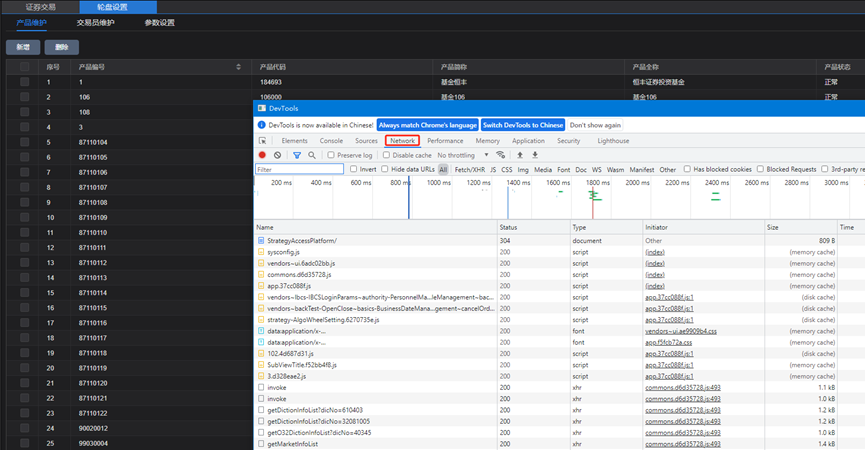 证券交易 轮盘设置
产品维护 交易员维护 参数设置
新增 删除
序号 产品编号 产品代码 产品简称 产品全称 产品状态
1 1 184693 基金恒丰 恒丰证券投资基金 正常
2 106 106000 基金106 基金106 正常
3 108
4 3
5 87110104
6 87110105
7 87110106
8 87110107
9 87110108
10 87110109
11 87110110
12 87110111
13 87110112
14 87110113
15 87110114
16 87110115
17 87110116
18 87110117
19 87110118
20 87110119
21 87110120
22 87110121
23 87110122
24 90020012
25 99030004
DevTools
DevTools is now available in Chinese! Always match Chrome's language Switch DevTools to Chinese Don't show again
Elements Console Sources Network Performance Memory Application Security Lighthouse
Preserve log Disable cache No throttling
Filter Invert Hide data URLs All Fetch/XHR JS CSS Img Media Font Doc WS Wasm Manifest Other Has blocked cookies Blocked Requests 3rd-party re
200 ms 400 ms 600 ms 800 ms 1000 ms 1200 ms 1400 ms 1600 ms 1800 ms 2000 ms 2200 ms 2400 ms 2600 ms 2800 ms 3000 ms
Name Status Type Initiator Size Time
StrategyAccessPlatform/ 304 document Other 809 B
sysconfig.js 200 script (index) (memory cache)
vendors~ui.6adc02bb.js 200 script (index) (memory cache)
commons.d6d35728.js 200 script (index) (memory cache)
app.37cc088f.js 200 script (index) (memory cache)
vendors~lbcs-IBCSLoginParams~authority-PersonnelMa...leManagement~bac... 200 script app.37cc088f.js:1 (disk cache)
vendors~backTest-OpenClose~basics-BusinessDateMana...gement~cancelOrd... 200 script app.37cc088f.js:1 (disk cache)
strategy-AlgoWheelSetting.6270735e.js 200 script app.37cc088f.js:1 (memory cache)
data:application/x-... 200 font vendors~ui.ae9909b4.css (memory cache)
data:application/x-... 200 font app.f5fcb72a.css (memory cache)
102.4d687d31.js 200 script app.37cc088f.js:1 (disk cache)
SubViewTitle.f52bb4f8.js 200 script app.37cc088f.js:1 (memory cache)
3.d328eae2.js 200 script app.37cc088f.js:1 (memory cache)
invoke 200 xhr commons.d6d35728.js:493 1.1 kB
invoke 200 xhr commons.d6d35728.js:493 1.0 kB
getDictionInfoList?dicNo=610403 200 xhr commons.d6d35728.js:493 1.2 kB
getDictionInfoList?dicNo=32081005 200 xhr commons.d6d35728.js:493 1.2 kB
getO32DictionInfoList?dicNo=40345 200 xhr commons.d6d35728.js:493 1.0 kB
getMarketInfoList 200 xhr commons.d6d35728.js:493 1.4 kB